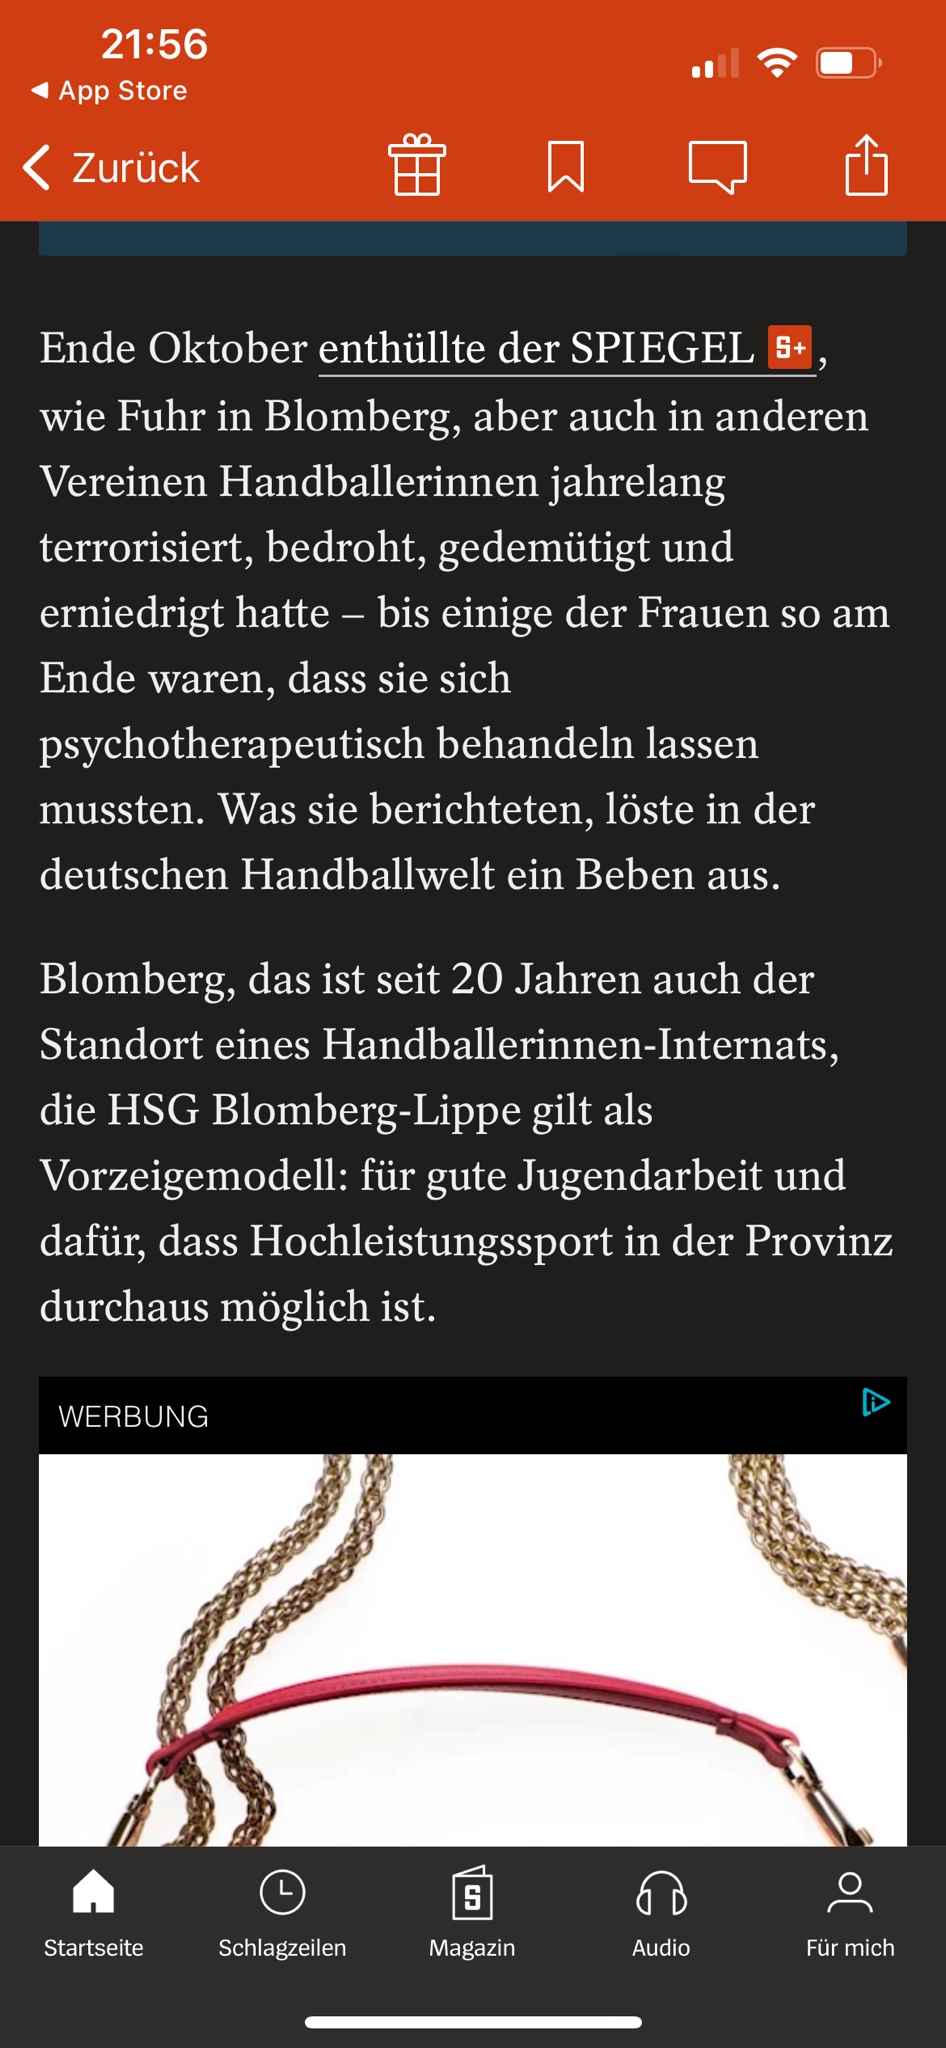 21:56
◀ App Store
Zurück
Ende Oktober enthüllte der SPIEGEL S+,
wie Fuhr in Blomberg, aber auch in anderen
Vereinen Handballerinnen jahrelang
terrorisiert, bedroht, gedemütigt und
erniedrigt hatte – bis einige der Frauen so am
Ende waren, dass sie sich
psychotherapeutisch behandeln lassen
mussten. Was sie berichteten, löste in der
deutschen Handballwelt ein Beben aus.
Blomberg, das ist seit 20 Jahren auch der
Standort eines Handballerinnen-Internats,
die HSG Blomberg-Lippe gilt als
Vorzeigemodell: für gute Jugendarbeit und
dafür, dass Hochleistungssport in der Provinz
durchaus möglich ist.
WERBUNG
S
Startseite Schlagzeilen Magazin Audio Für mich